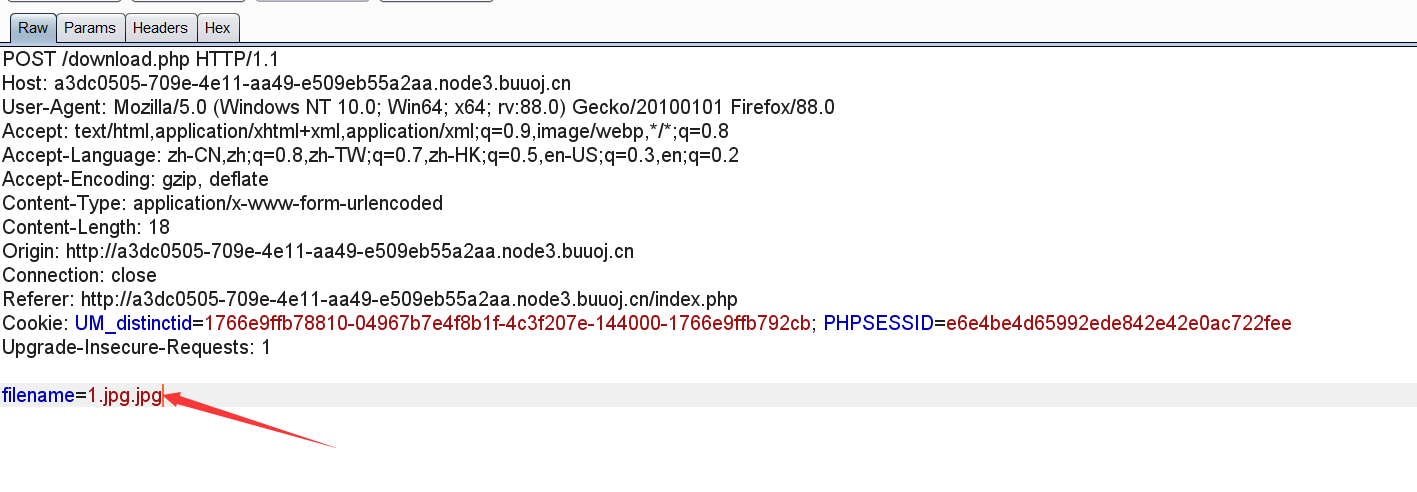 Raw Params Headers Hex
POST /download.php HTTP/1.1
Host: a3dc0505-709e-4e11-aa49-e509eb55a2aa.node3.buuoj.cn
User-Agent: Mozilla/5.0 (Windows NT 10.0; Win64; x64; rv:88.0) Gecko/20100101 Firefox/88.0
Accept: text/html,application/xhtml+xml,application/xml;q=0.9,image/webp,*/*;q=0.8
Accept-Language: zh-CN,zh;q=0.8,zh-TW;q=0.7,zh-HK;q=0.5,en-US;q=0.3,en;q=0.2
Accept-Encoding: gzip, deflate
Content-Type: application/x-www-form-urlencoded
Content-Length: 18
Origin: http://a3dc0505-709e-4e11-aa49-e509eb55a2aa.node3.buuoj.cn
Connection: close
Referer: http://a3dc0505-709e-4e11-aa49-e509eb55a2aa.node3.buuoj.cn/index.php
Cookie: UM_distinctid=1766e9ffb78810-04967b7e4f8b1f-4c3f207e-144000-1766e9ffb792cb; PHPSESSID=e6e4be4d65992ede842e42e0ac722fee
Upgrade-Insecure-Requests: 1
filename=1.jpg.jpg